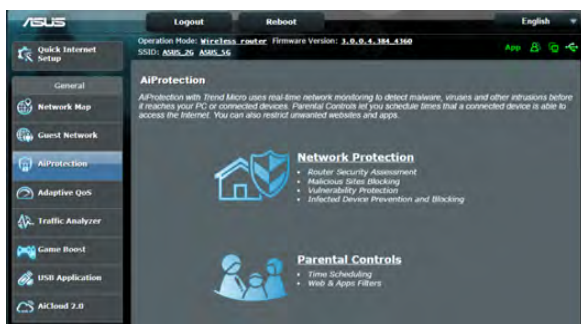 ASUS
Logout
Reboot
English
Quick Internet
Setup
Operation Mode: Wireless router Firmware Version: 3.0.0.4.384_4360
SSID: ASUS_2G ASUS_5G
App
General
Network Map
Guest Network
AiProtection
Adaptive QoS
Traffic Analyzer
Game Boost
USB Application
AiCloud 2.0
AiProtection
AiProtection with Trend Micro uses real-time network monitoring to detect malware, viruses and other intrusions before
it reaches your PC or connected devices. Parental Controls let you schedule times that a connected device is able to
access the Internet. You can also restrict unwanted websites and apps.
Network Protection
• Router Security Assessment
• Malicious Sites Blocking
• Vulnerability Protection
• Infected Device Prevention and Blocking
Parental Controls
• Time Scheduling
• Web & Apps Filters